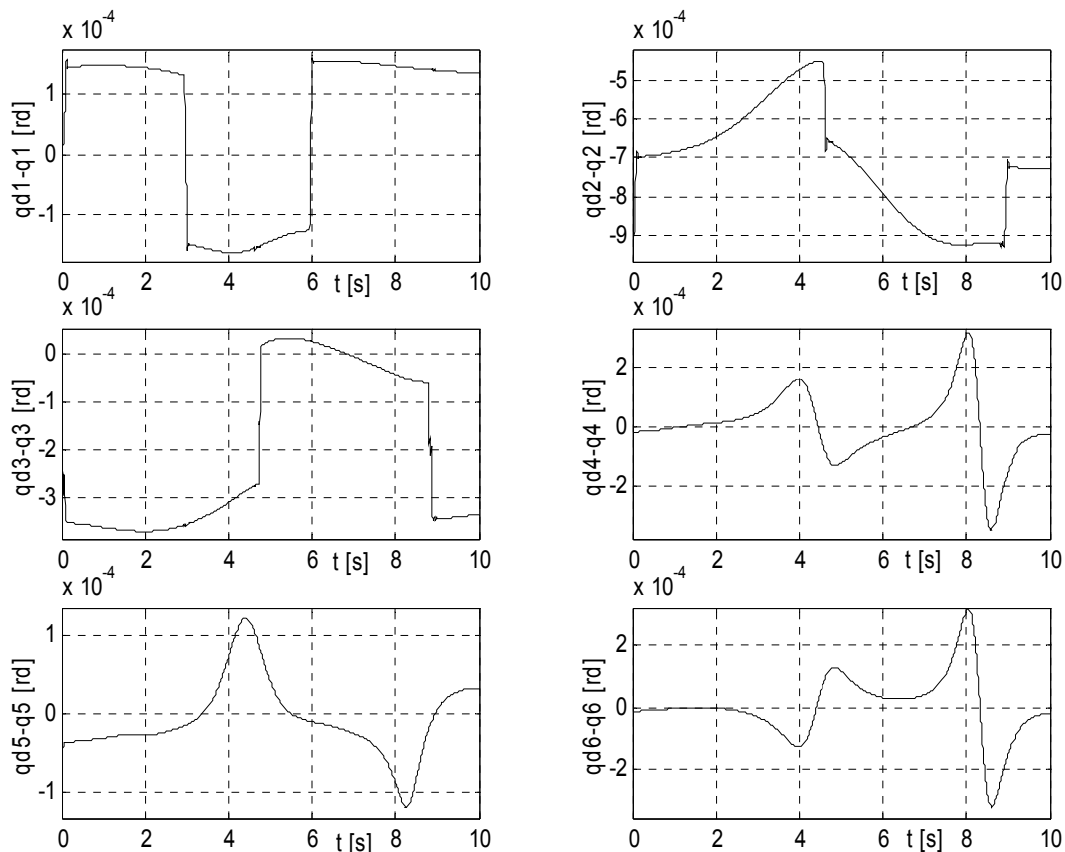 x 10-4
qd1-q1 [rd]
1
0
-1
0 2 4 6 8 10
t [s]
x 10-4
qd2-q2 [rd]
-5
-6
-7
-8
-9
0 2 4 6 8 10
t [s]
x 10-4
qd3-q3 [rd]
0
-1
-2
-3
0 2 4 6 8 10
t [s]
x 10-4
qd4-q4 [rd]
2
0
-2
0 2 4 6 8 10
t [s]
x 10-4
qd5-q5 [rd]
1
0
-1
0 2 4 6 8 10
t [s]
x 10-4
qd6-q6 [rd]
2
0
-2
0 2 4 6 8 10
t [s]